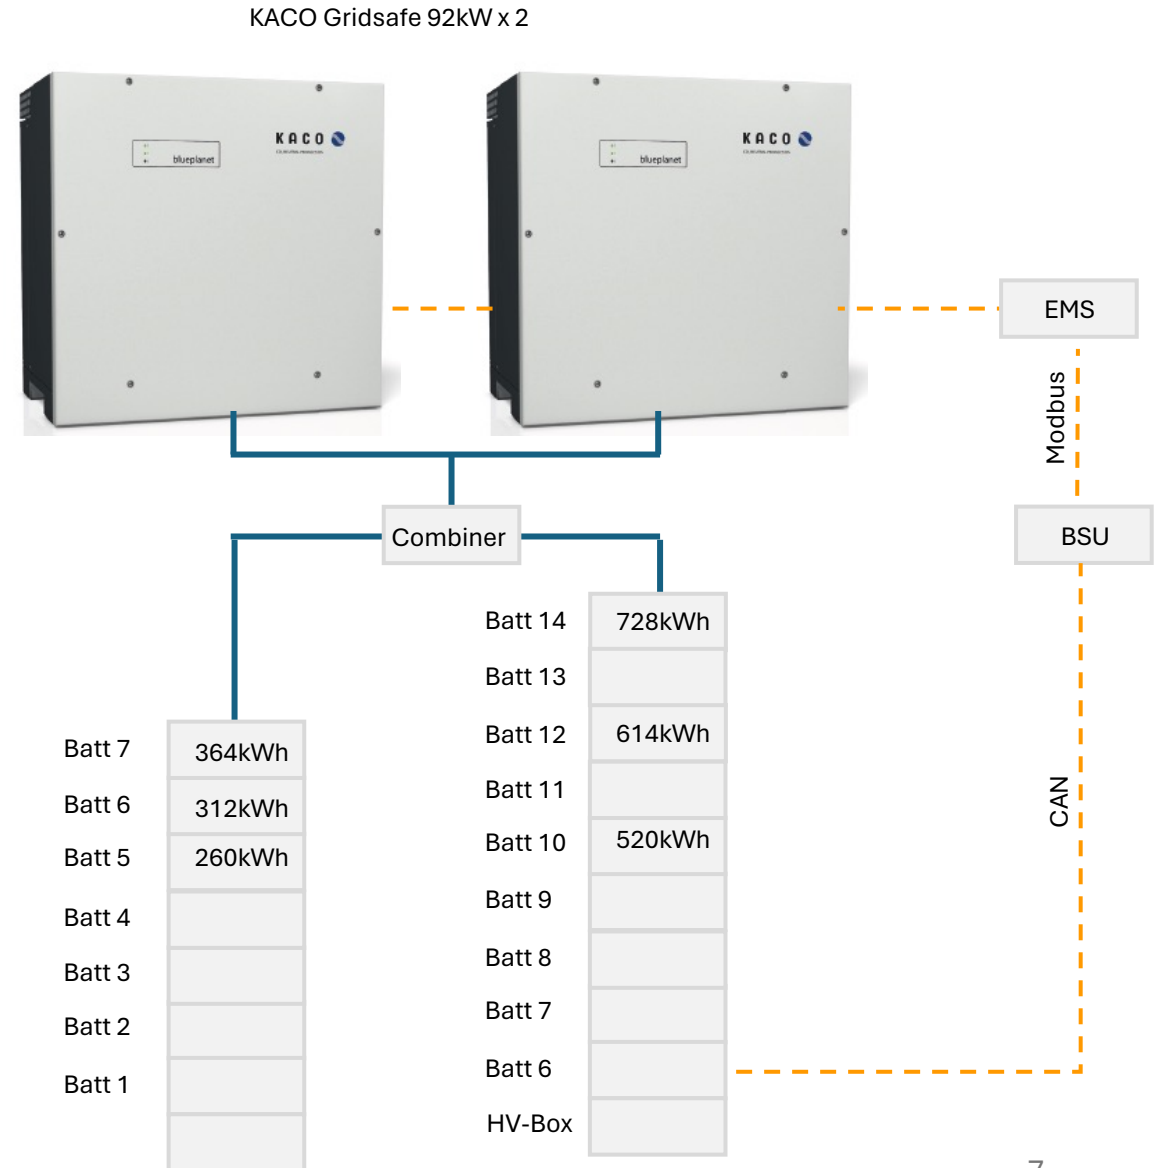 KACO Gridsafe 92kW x 2
KACO
blueplanet
KACO
blueplanet
EMS
Modbus
BSU
CAN
Combiner
Batt 7 364kWh
Batt 6 312kWh
Batt 5 260kWh
Batt 4
Batt 3
Batt 2
Batt 1
Batt 14 728kWh
Batt 13
Batt 12 614kWh
Batt 11
Batt 10 520kWh
Batt 9
Batt 8
Batt 7
Batt 6
HV-Box